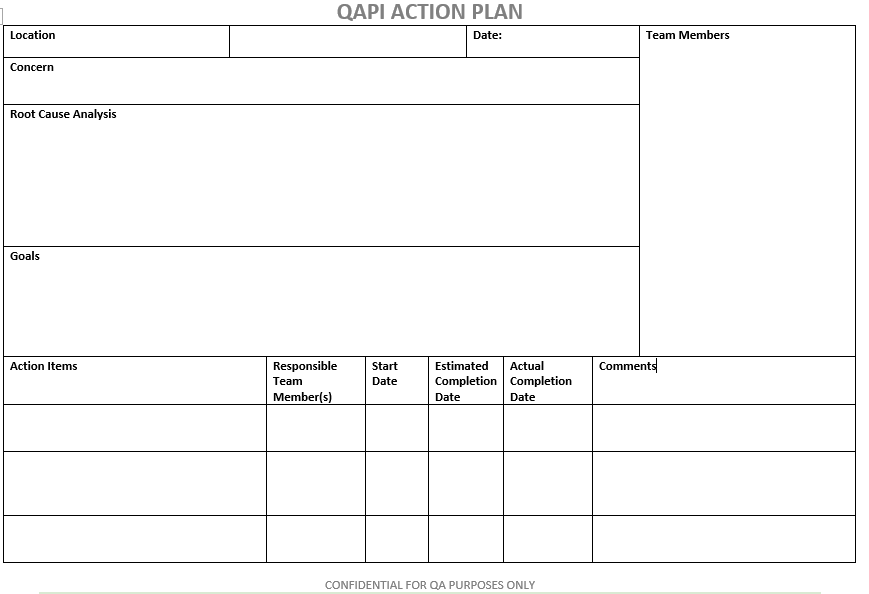 QAPI ACTION PLAN
Location
Date:
Team Members
Concern
Root Cause Analysis
Goals
Action Items
Responsible
Team
Member(s)
Start
Date
Estimated
Completion
Date
Actual
Completion
Date
Comments
CONFIDENTIAL FOR QA PURPOSES ONLY